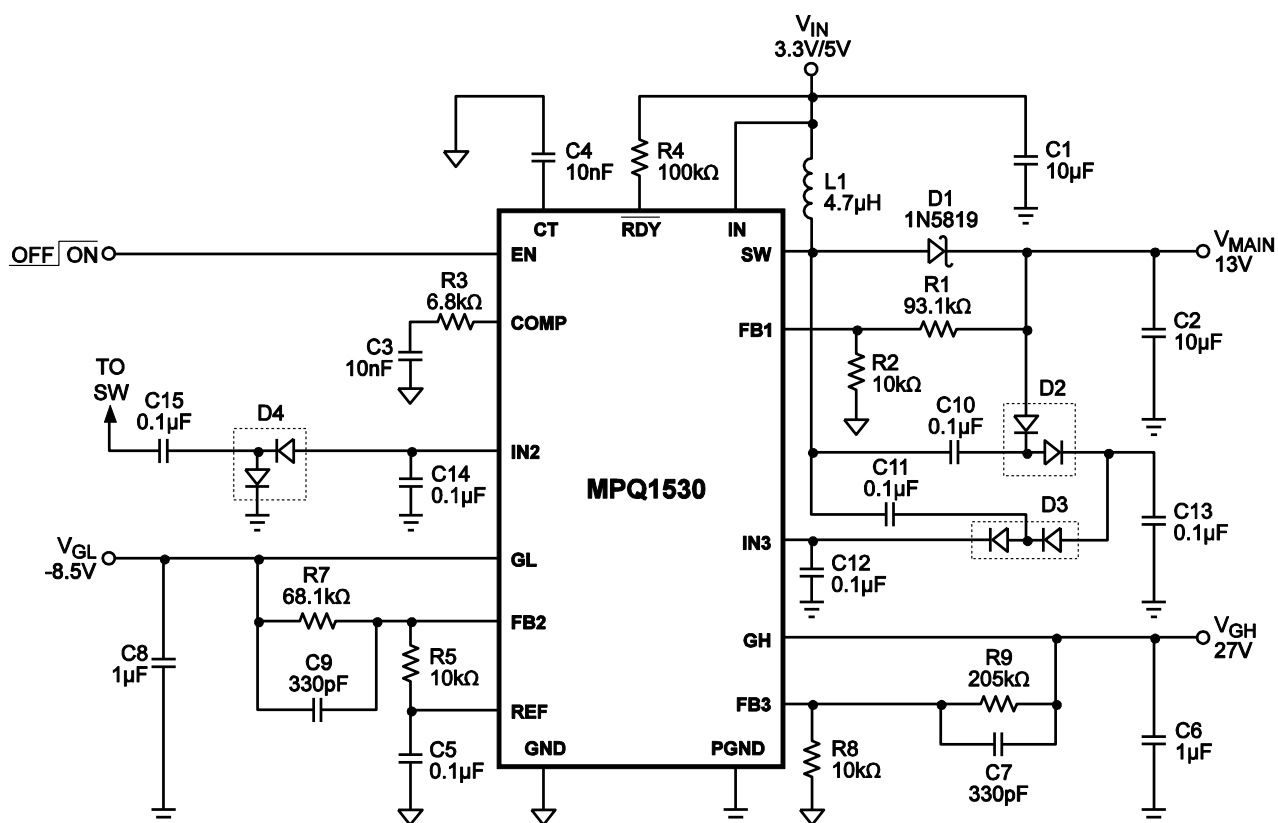 VIN
3.3V/5V
C4
10nF
R4
100kΩ
C1
10µF
L1
4.7µH
D1
1N5819
CT
RDY
IN
OFF ON
EN
SW
VMAIN
13V
R3
6.8kΩ
COMP
R1
93.1kΩ
FB1
C3
10nF
R2
10kΩ
C2
10µF
TO
SW
C15
0.1µF
D4
D2
C10
0.1µF
IN2
C14
0.1µF
MPQ1530
C11
0.1µF
D3
C13
0.1µF
IN3
C12
0.1µF
VGL
-8.5V
GL
R7
68.1kΩ
FB2
GH
VGH
27V
C8
1µF
C9
330pF
R5
10kΩ
R9
205kΩ
REF
FB3
C5
0.1µF
GND
PGND
R8
10kΩ
C7
330pF
C6
1µF